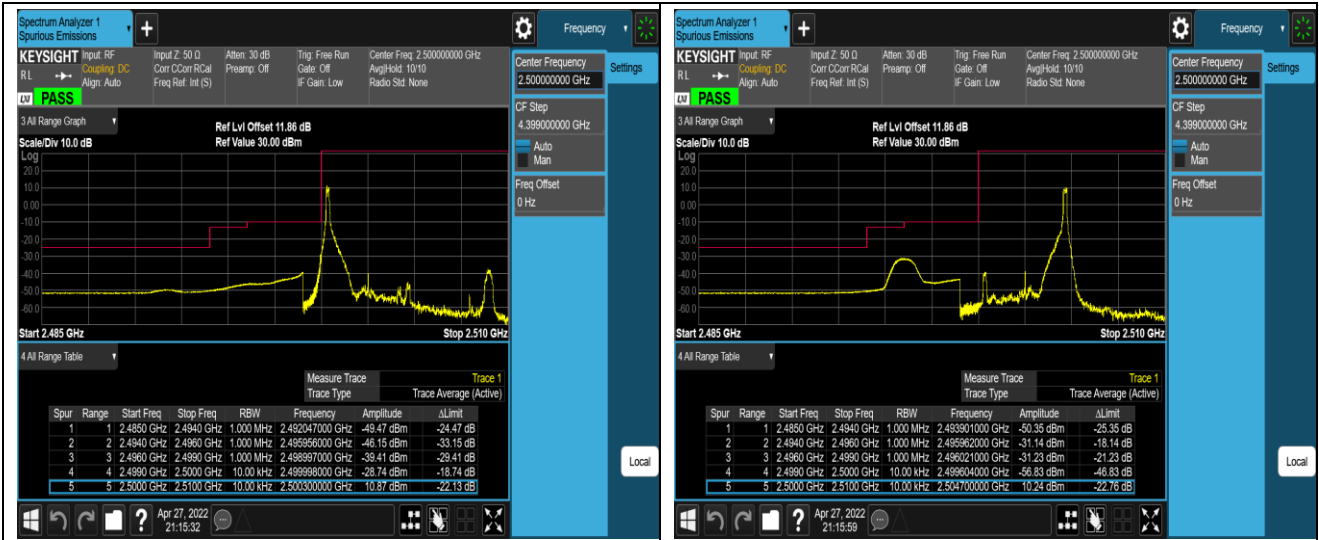 Spectrum Analyzer 1
Spurious Emissions
+
Frequency
KEYSIGHT Input: RF Input Z: 50 Ω Atten: 30 dB Trig: Free Run Center Freq: 2.500000000 GHz
RL Coupling: DC Corr CCorr RCal Preamp: Off Gate: Off Avg|Hold: 10/10
Align: Auto Freq Ref: Int (S) IF Gain: Low Radio Std: None
PASS
Center Frequency
2.500000000 GHz
Settings
CF Step
4.399000000 GHz
Auto
Man
Freq Offset
0 Hz
3 All Range Graph
Ref Lvl Offset 11.86 dB
Scale/Div 10.0 dB Ref Value 30.00 dBm
Log
20.0
10.0
0.00
-10.0
-20.0
-30.0
-40.0
-50.0
-60.0
Start 2.485 GHz Stop 2.510 GHz
4 All Range Table
Measure Trace Trace 1
Trace Type Trace Average (Active)
Spur Range Start Freq Stop Freq RBW Frequency Amplitude ΔLimit
1 1 2.4850 GHz 2.4940 GHz 1.000 MHz 2.492047000 GHz -49.47 dBm -24.47 dB
2 2 2.4940 GHz 2.4960 GHz 1.000 MHz 2.495956000 GHz -46.15 dBm -33.15 dB
3 3 2.4960 GHz 2.4990 GHz 1.000 MHz 2.498997000 GHz -39.41 dBm -29.41 dB
4 4 2.4990 GHz 2.5000 GHz 10.00 kHz 2.499998000 GHz -28.74 dBm -18.74 dB
5 5 2.5000 GHz 2.5100 GHz 10.00 kHz 2.500300000 GHz 10.87 dBm -22.13 dB
Local
?
Apr 27, 2022
21:15:32
Spectrum Analyzer 1
Spurious Emissions
+
Frequency
KEYSIGHT Input: RF Input Z: 50 Ω Atten: 30 dB Trig: Free Run Center Freq: 2.500000000 GHz
RL Coupling: DC Corr CCorr RCal Preamp: Off Gate: Off Avg|Hold: 10/10
Align: Auto Freq Ref: Int (S) IF Gain: Low Radio Std: None
PASS
Center Frequency
2.500000000 GHz
Settings
CF Step
4.399000000 GHz
Auto
Man
Freq Offset
0 Hz
3 All Range Graph
Ref Lvl Offset 11.86 dB
Scale/Div 10.0 dB Ref Value 30.00 dBm
Log
20.0
10.0
0.00
-10.0
-20.0
-30.0
-40.0
-50.0
-60.0
Start 2.485 GHz Stop 2.510 GHz
4 All Range Table
Measure Trace Trace 1
Trace Type Trace Average (Active)
Spur Range Start Freq Stop Freq RBW Frequency Amplitude ΔLimit
1 1 2.4850 GHz 2.4940 GHz 1.000 MHz 2.493901000 GHz -50.35 dBm -25.35 dB
2 2 2.4940 GHz 2.4960 GHz 1.000 MHz 2.495962000 GHz -31.14 dBm -18.14 dB
3 3 2.4960 GHz 2.4990 GHz 1.000 MHz 2.496021000 GHz -31.23 dBm -21.23 dB
4 4 2.4990 GHz 2.5000 GHz 10.00 kHz 2.499604000 GHz -56.83 dBm -46.83 dB
5 5 2.5000 GHz 2.5100 GHz 10.00 kHz 2.504700000 GHz 10.24 dBm -22.76 dB
Local
?
Apr 27, 2022
21:15:59